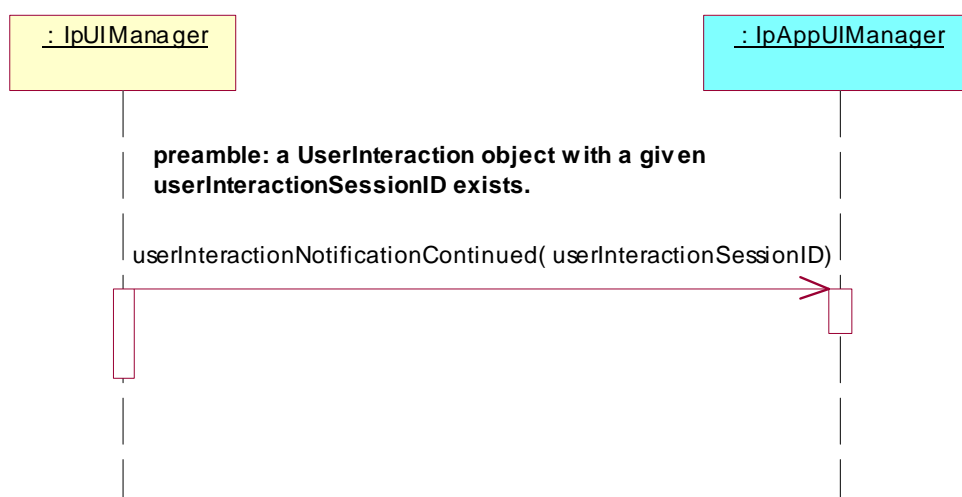 : IpUIManager
: IpAppUIManager
preamble: a UserInteraction object with a given
userInteractionSessionID exists.
userInteractionNotificationContinued( userInteractionSessionID)